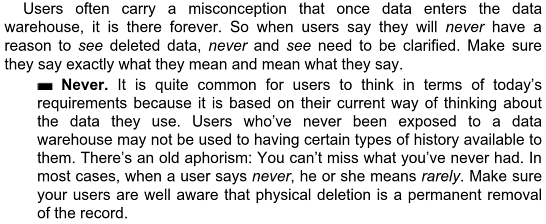 Users often carry a misconception that once data enters the data
warehouse, it is there forever. So when users say they will never have a
reason to see deleted data, never and see need to be clarified. Make sure
they say exactly what they mean and mean what they say.
Never. It is quite common for users to think in terms of today's
requirements because it is based on their current way of thinking about
the data they use. Users who've never been exposed to a data
warehouse may not be used to having certain types of history available to
them. There's an old aphorism: You can't miss what you've never had. In
most cases, when a user says never, he or she means rarely. Make sure
your users are well aware that physical deletion is a permanent removal
of the record.